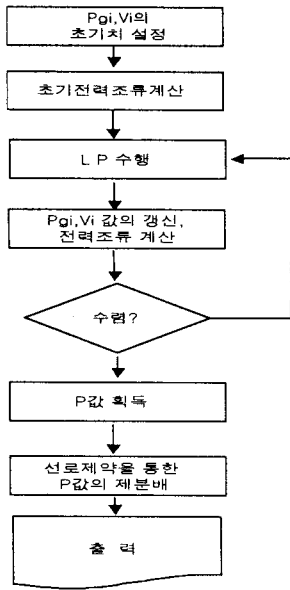 Pgi,Vi의
초기치 설정
초기전력조류계산
L P 수행
Pgi,Vi 값의 갱신,
전력조류 계산
수렴?
P값 획득
선로제약을 통한
P값의 제분배
출 력